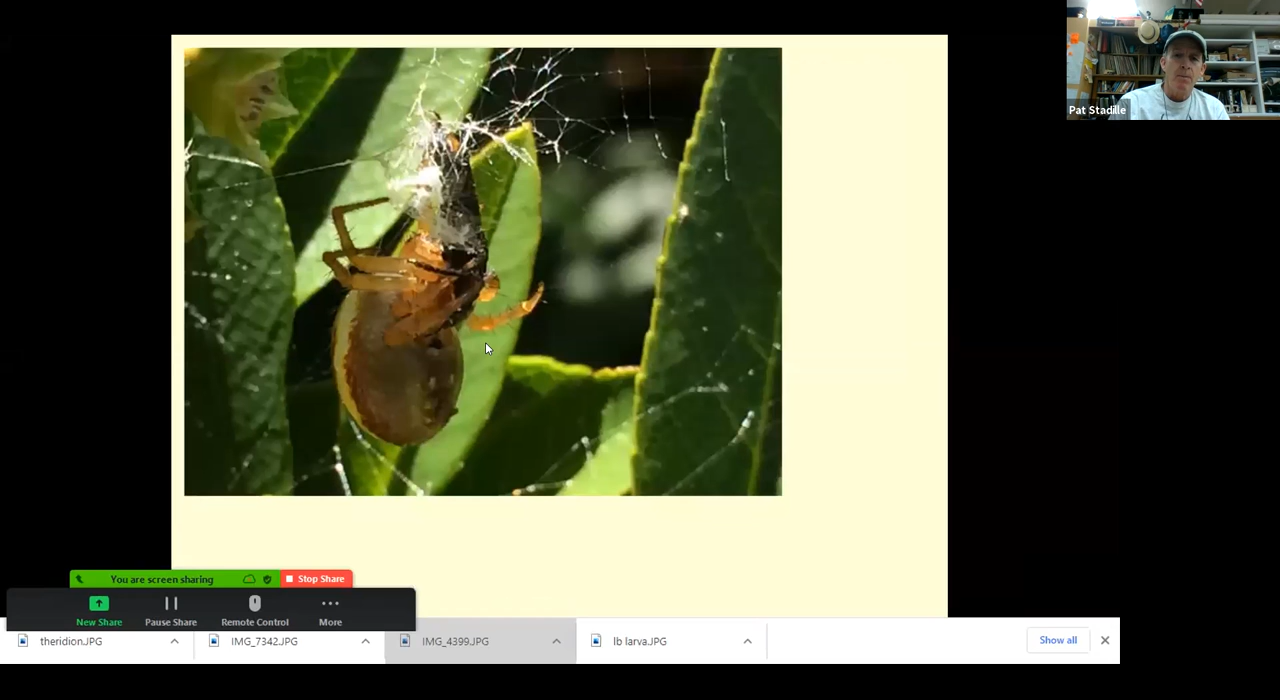 Pat Stadille
You are screen sharing
Stop Share
New Share
Pause Share
Remote Control
More
theridion.JPG
IMG_7342.JPG
IMG_4399.JPG
lb larva.JPG
Show all